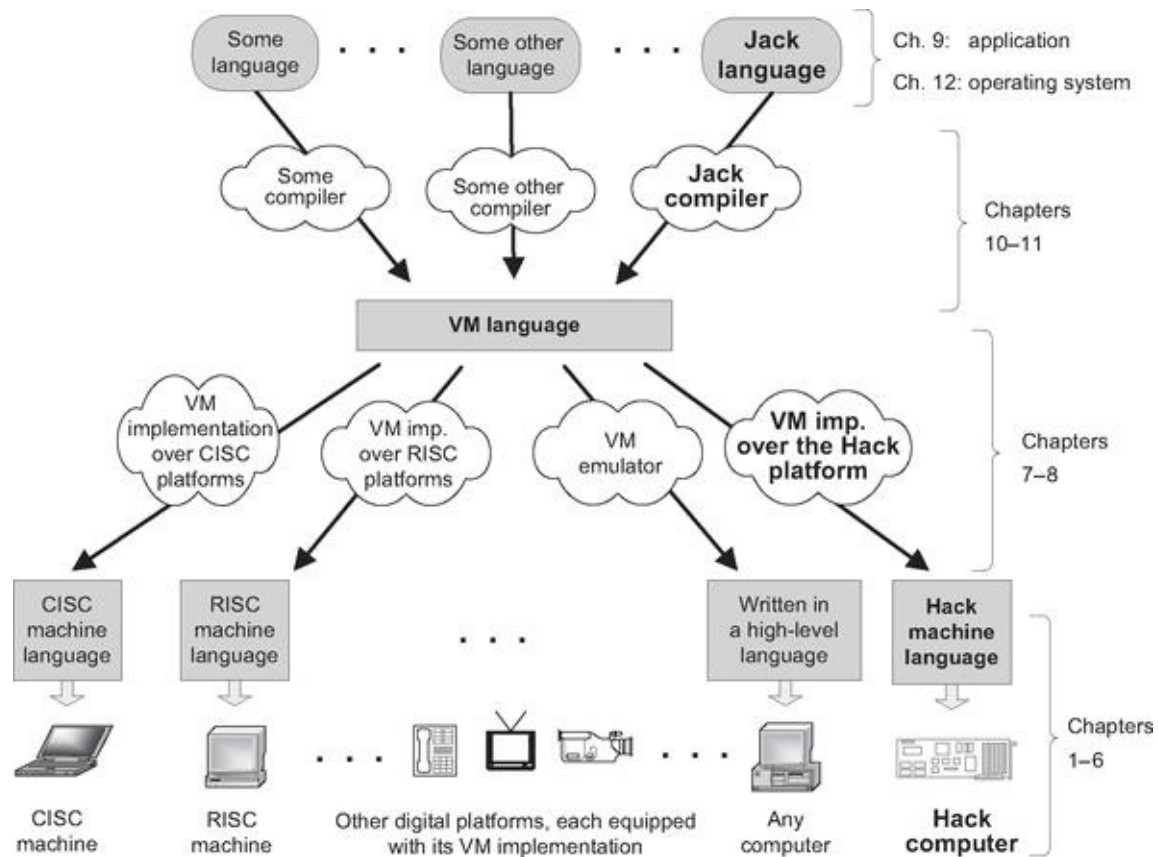 Some
language
. . .
Some other
language
. . .
Jack
language
Ch. 9: application
Ch. 12: operating system
Some
compiler
Some other
compiler
Jack
compiler
Chapters
10–11
VM language
VM
implementation
over CISC
platforms
VM imp.
over RISC
platforms
VM
emulator
VM imp.
over the Hack
platform
Chapters
7–8
CISC
machine
language
RISC
machine
language
. . .
Written in
a high-level
language
Hack
machine
language
. . .
. . .
Chapters
1–6
CISC
machine
RISC
machine
Other digital platforms, each equipped
with its VM implementation
Any
computer
Hack
computer